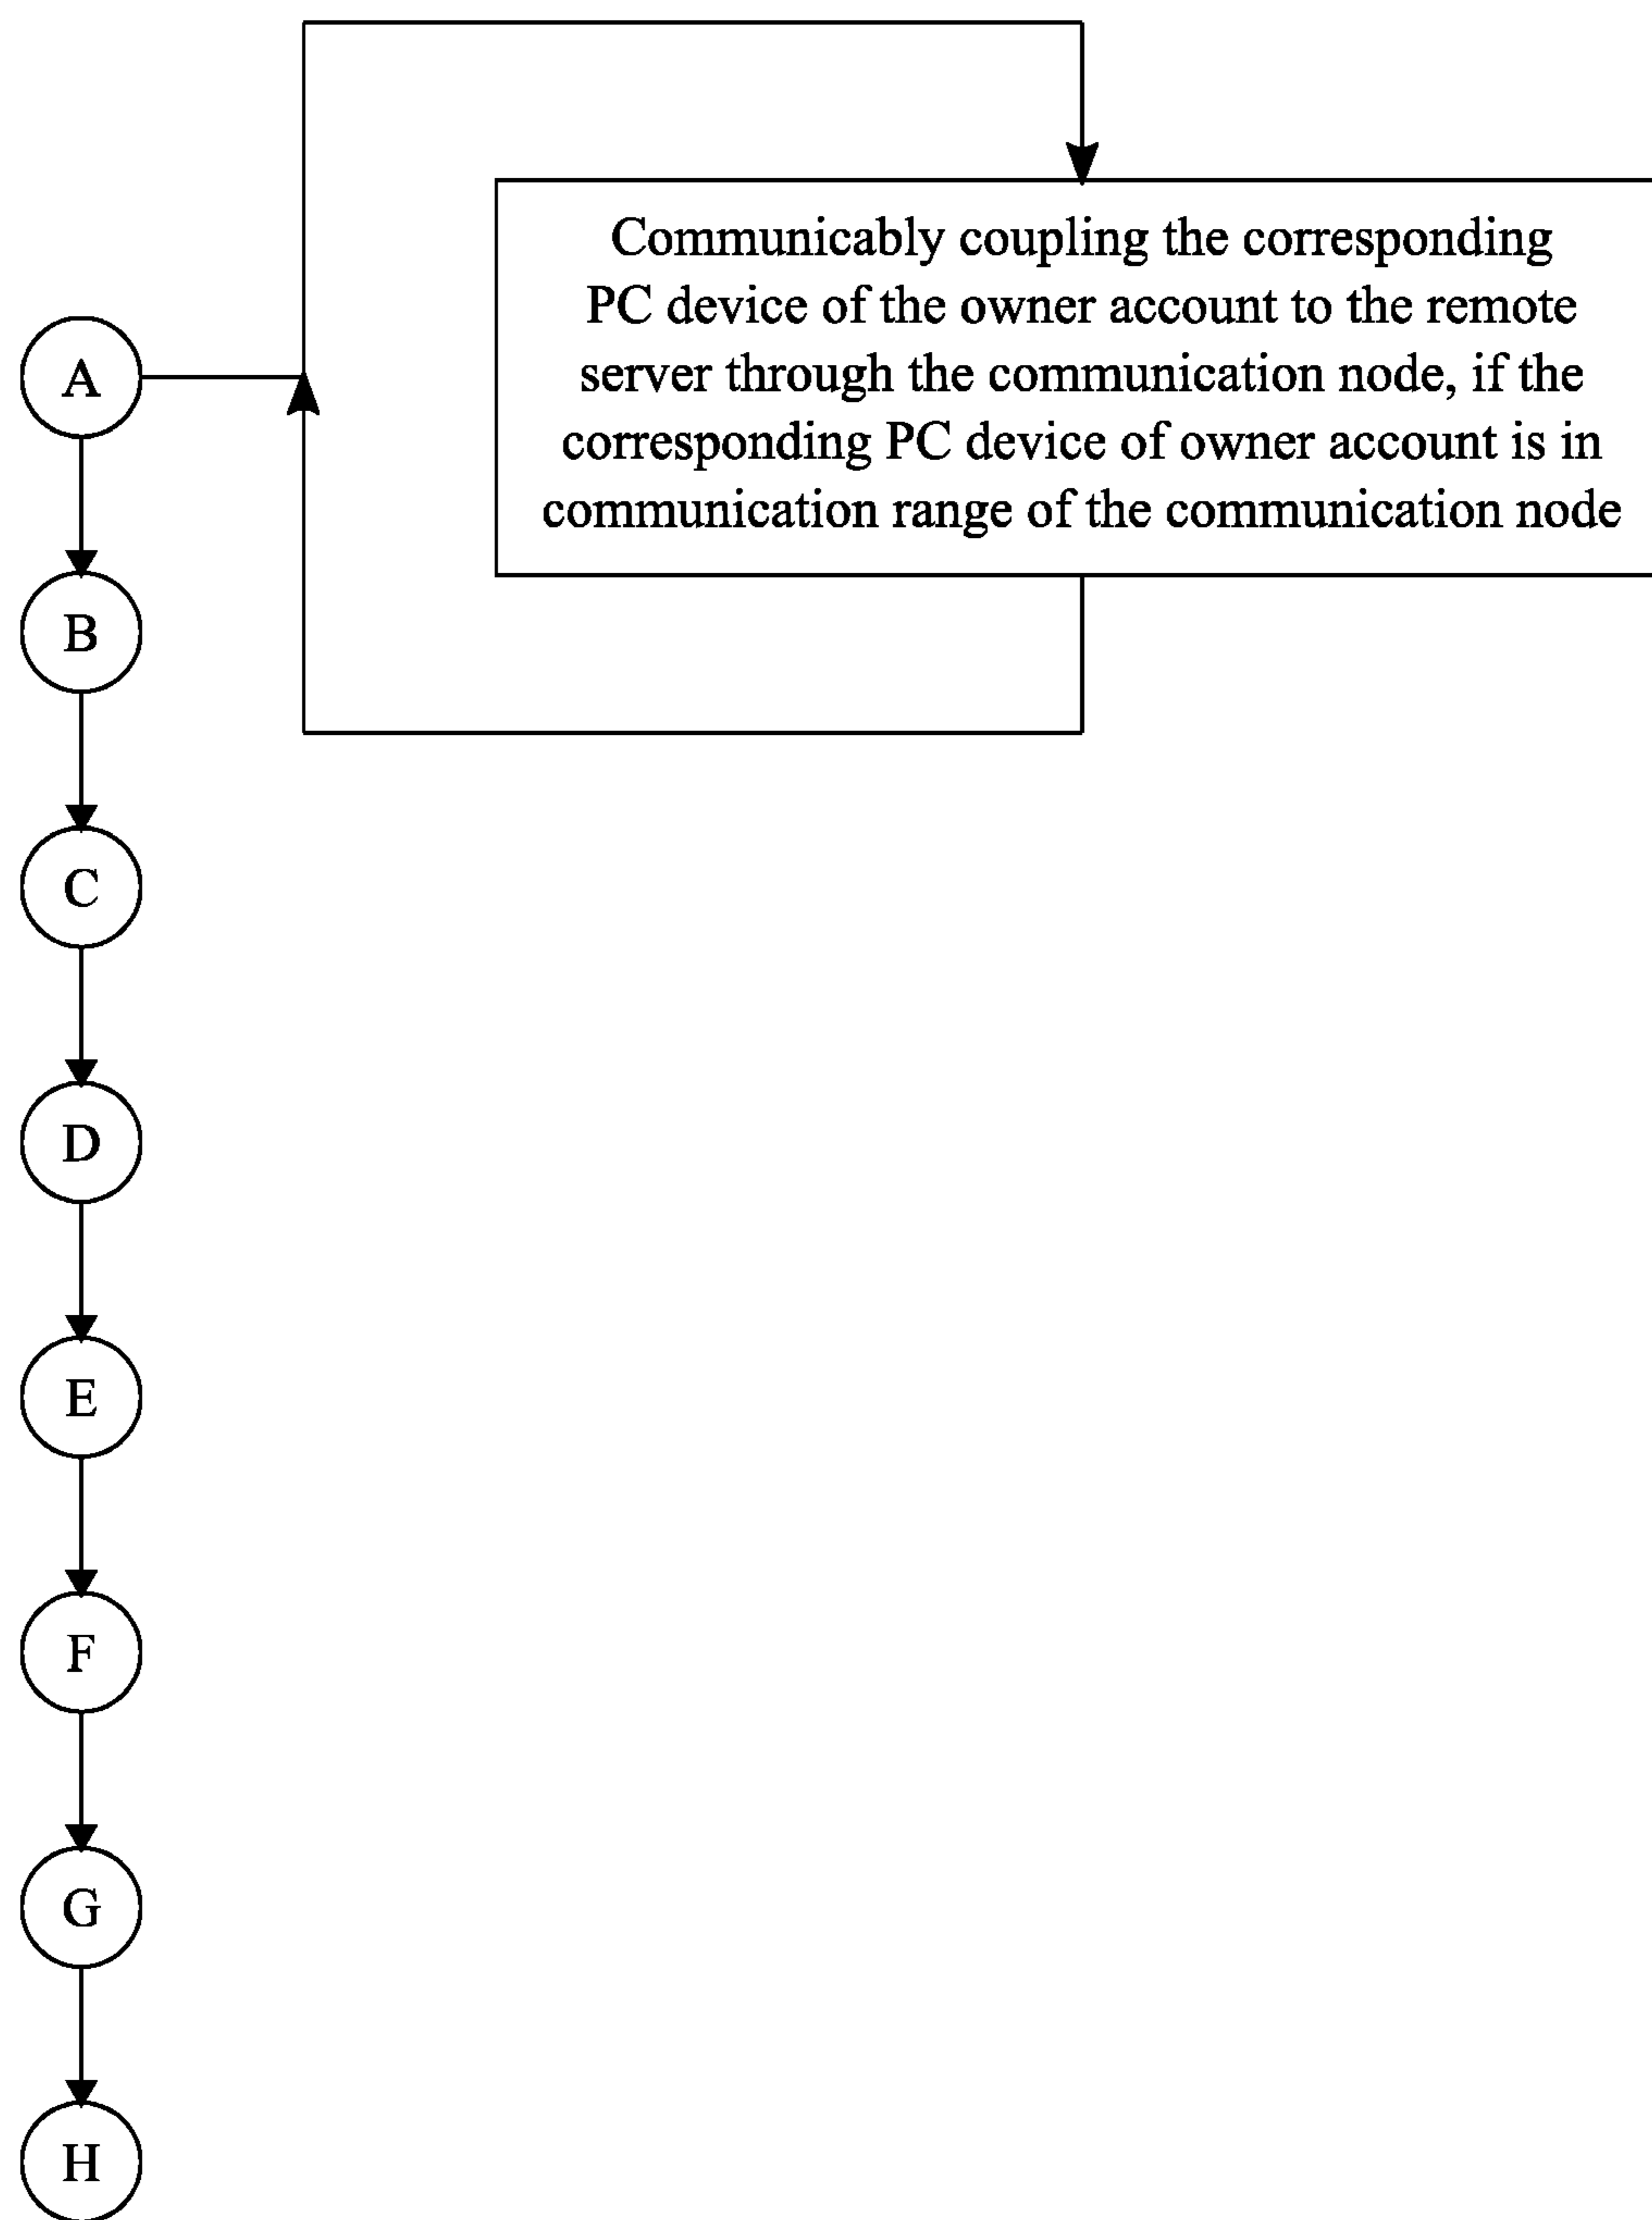 Communicably coupling the corresponding
PC device of the owner account to the remote
server through the communication node, if the
corresponding PC device of owner account is in
communication range of the communication node
A
B
C
D
E
F
G
H